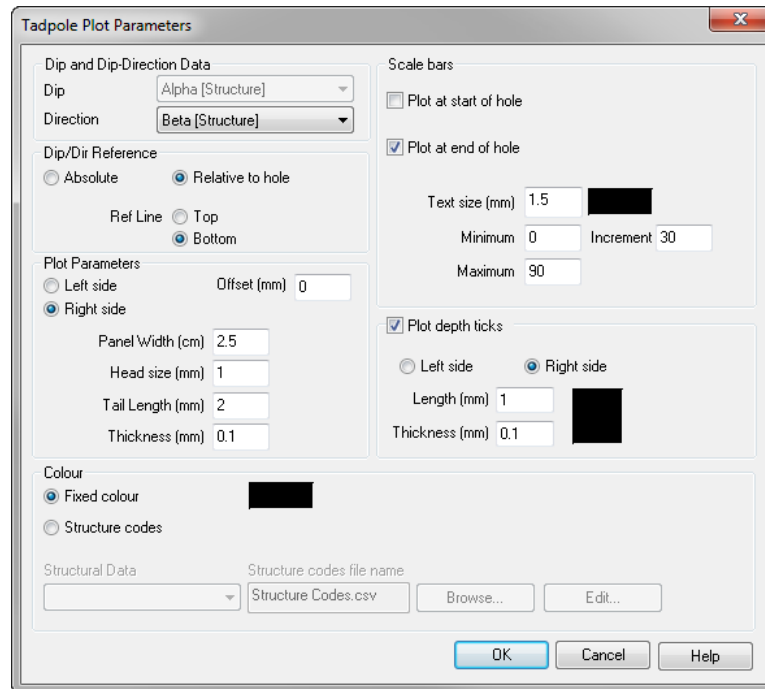 Tadpole Plot Parameters
Dip and Dip-Direction Data
Dip Alpha [Structure]
Direction Beta [Structure]
Dip/Dir Reference
Absolute Relative to hole
Ref Line Top
Bottom
Plot Parameters
Left side Offset (mm) 0
Right side
Panel Width (cm) 2.5
Head size (mm) 1
Tail Length (mm) 2
Thickness (mm) 0.1
Scale bars
Plot at start of hole
Plot at end of hole
Text size (mm) 1.5
Minimum 0 Increment 30
Maximum 90
Plot depth ticks
Left side Right side
Length (mm) 1
Thickness (mm) 0.1
Colour
Fixed colour
Structure codes
Structural Data Structure codes file name
Structure Codes.csv Browse... Edit...
OK Cancel Help